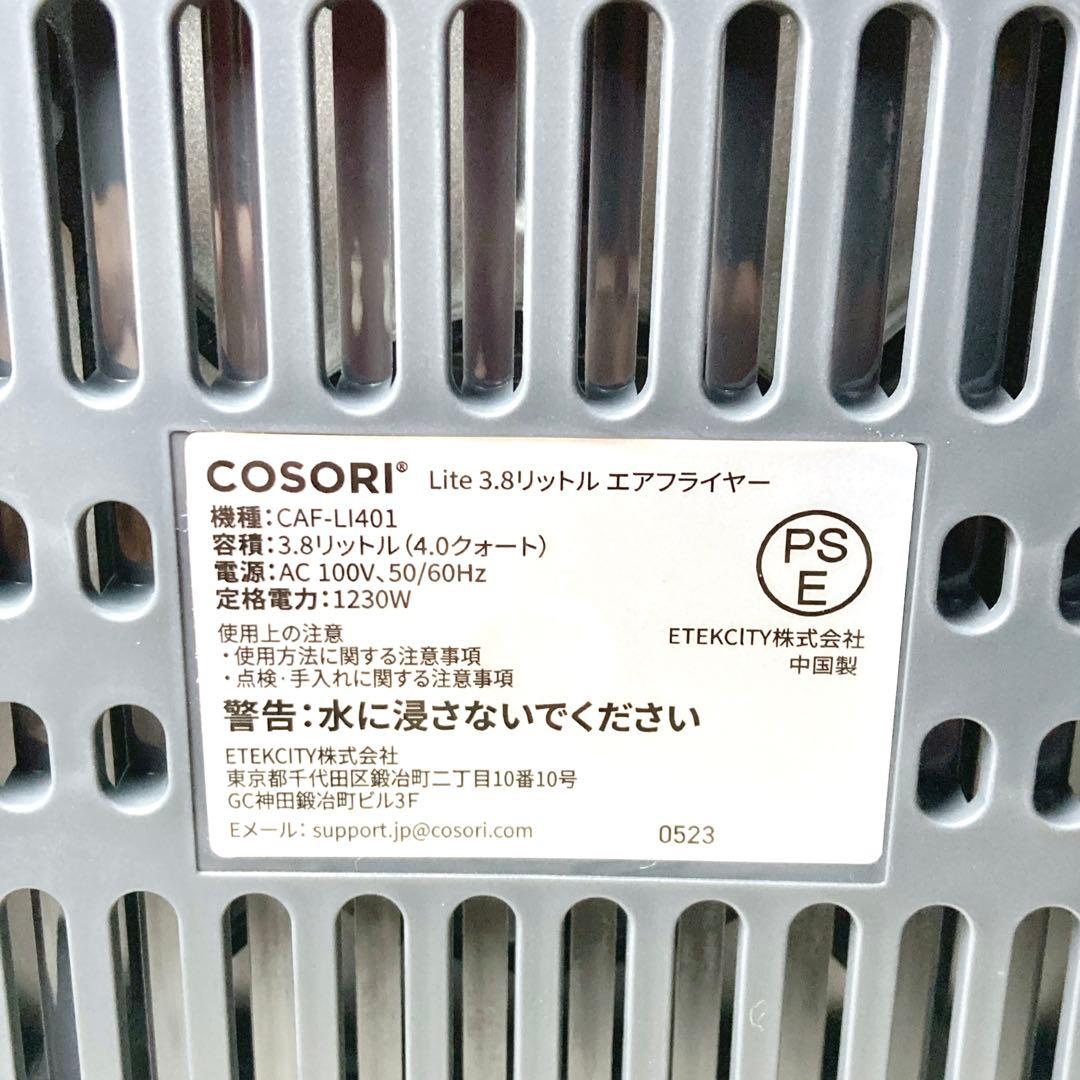 COSORI® Lite 3.8リットル エアフライヤー
機種：CAF-LI401
容積：3.8リットル（4.0クォート）
電源：AC 100V、50/60Hz
定格電力：1230W
PS
E
使用上の注意
・使用方法に関する注意事項
・点検·手入れに関する注意事項
ETEKCITY株式会社
中国製
警告：水に浸さないでください
ETEKCITY株式会社
東京都千代田区鍛冶町二丁目10番10号
GC神田鍛冶町ビル3F
Eメール：support.jp@cosori.com
0523